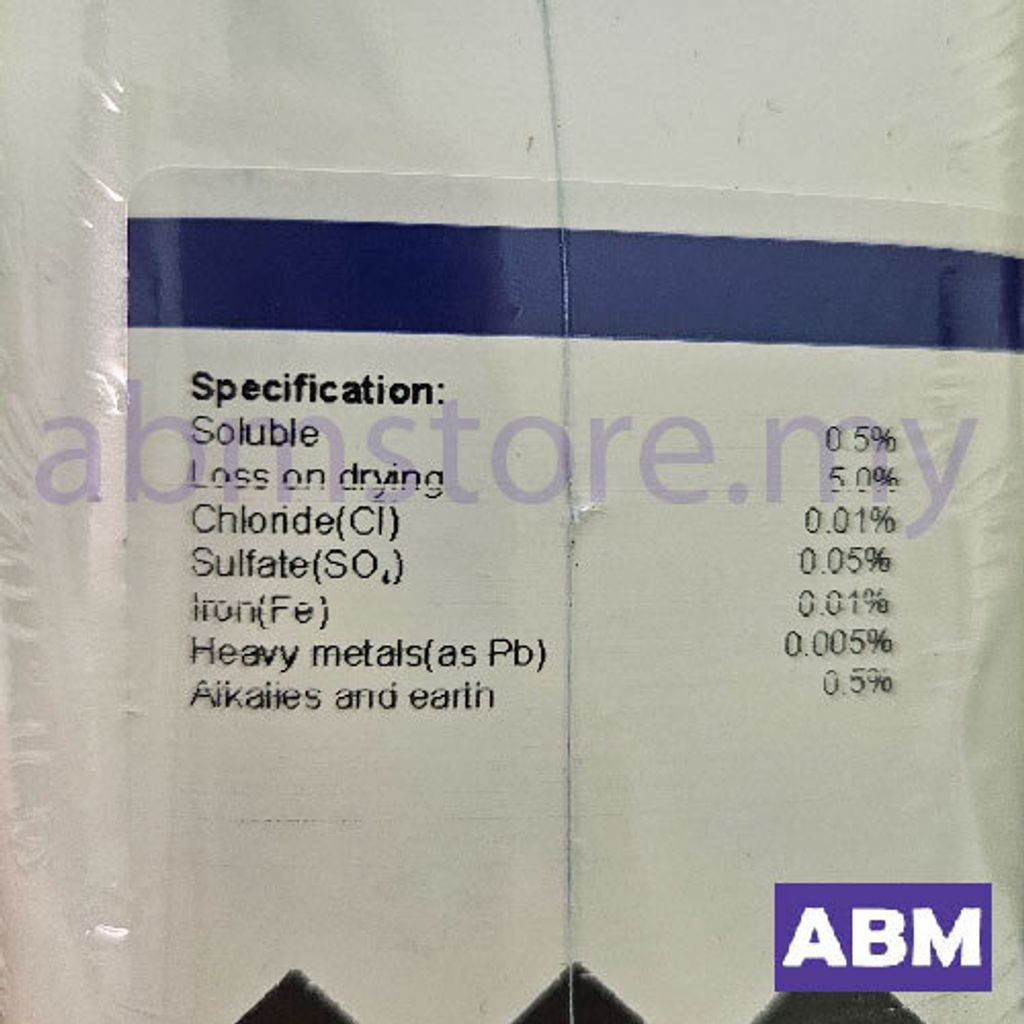 Specification:
Soluble 0.5%
Loss on drying 5.0%
Chloride(Cl) 0.01%
Sulfate(SO₄) 0.05%
Iron(Fe) 0.01%
Heavy metals(as Pb) 0.005%
Alkalies and earth 0.5%
abmstore.my
ABM